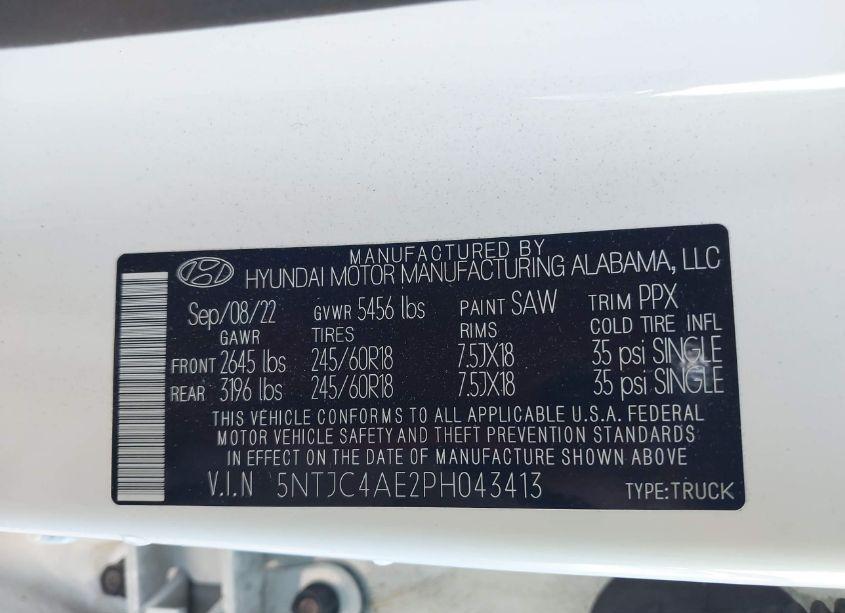 MANUFACTURED BY
HYUNDAI MOTOR MANUFACTURING ALABAMA, LLC
Sep/08/22 GVWR 5456 lbs PAINT SAW TRIM PPX
GAWR TIRES RIMS COLD TIRE INFL
FRONT 2645 lbs 245/60R18 7.5JX18 35 psi SINGLE
REAR 3196 lbs 245/60R18 7.5JX18 35 psi SINGLE
THIS VEHICLE CONFORMS TO ALL APPLICABLE U.S.A. FEDERAL
MOTOR VEHICLE SAFETY AND THEFT PREVENTION STANDARDS
IN EFFECT ON THE DATE OF MANUFACTURE SHOWN ABOVE
V.I.N 5NTJC4AE2PH043413 TYPE:TRUCK